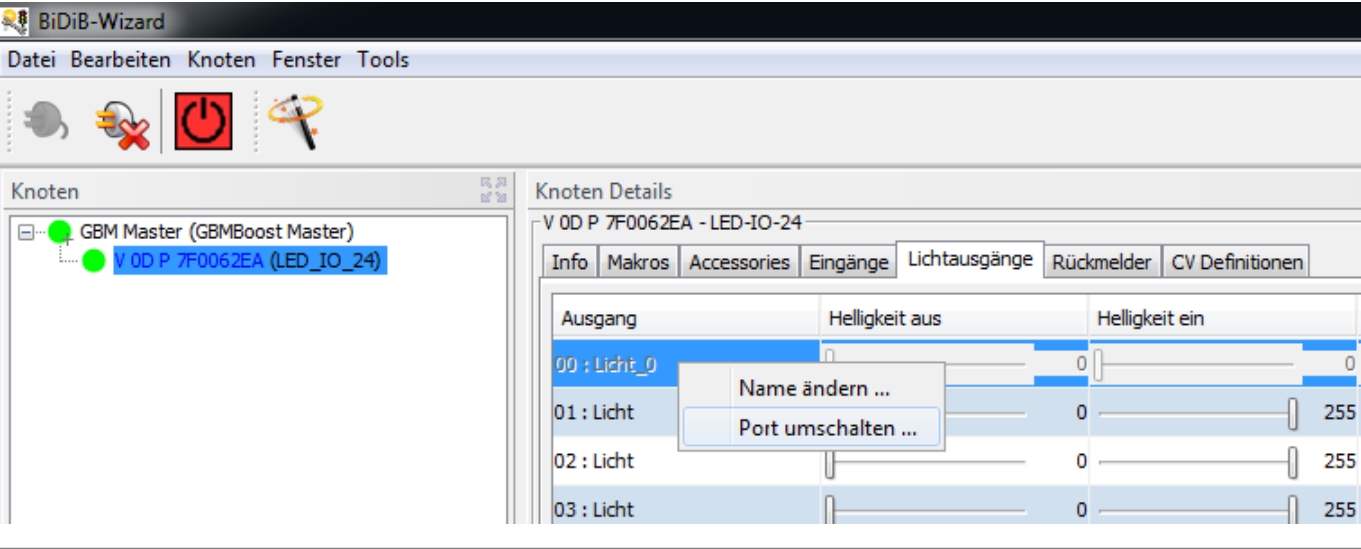 BiDiB-Wizard
Datei Bearbeiten Knoten Fenster Tools
Knoten
GBM Master (GBMBoost Master)
V 0D P 7F0062EA (LED_IO_24)
Knoten Details
V 0D P 7F0062EA - LED-IO-24
Info Makros Accessories Eingänge Lichtausgänge Rückmelder CV Definitionen
Ausgang Helligkeit aus Helligkeit ein
00 : Licht_0 0 0
Name ändern ...
01 : Licht 0 255
Port umschalten ...
02 : Licht 0 255
03 : Licht 0 255